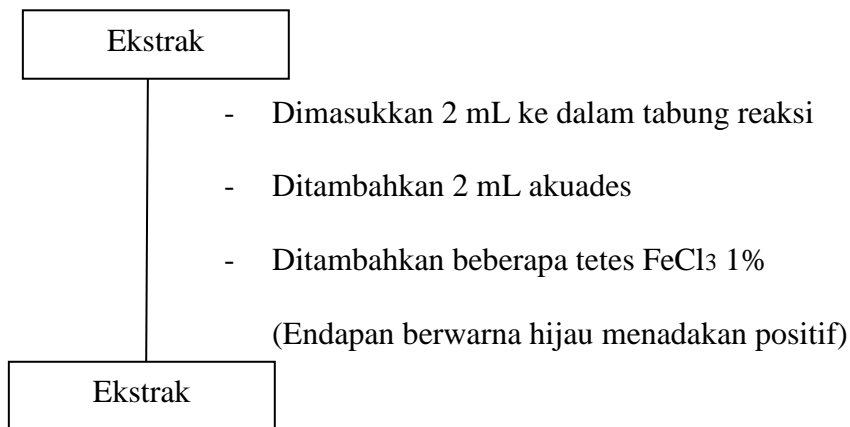 Ekstrak
- Dimasukkan 2 mL ke dalam tabung reaksi
- Ditambahkan 2 mL akuades
- Ditambahkan beberapa tetes FeCl3 1%
(Endapan berwarna hijau menadakan positif)
Ekstrak